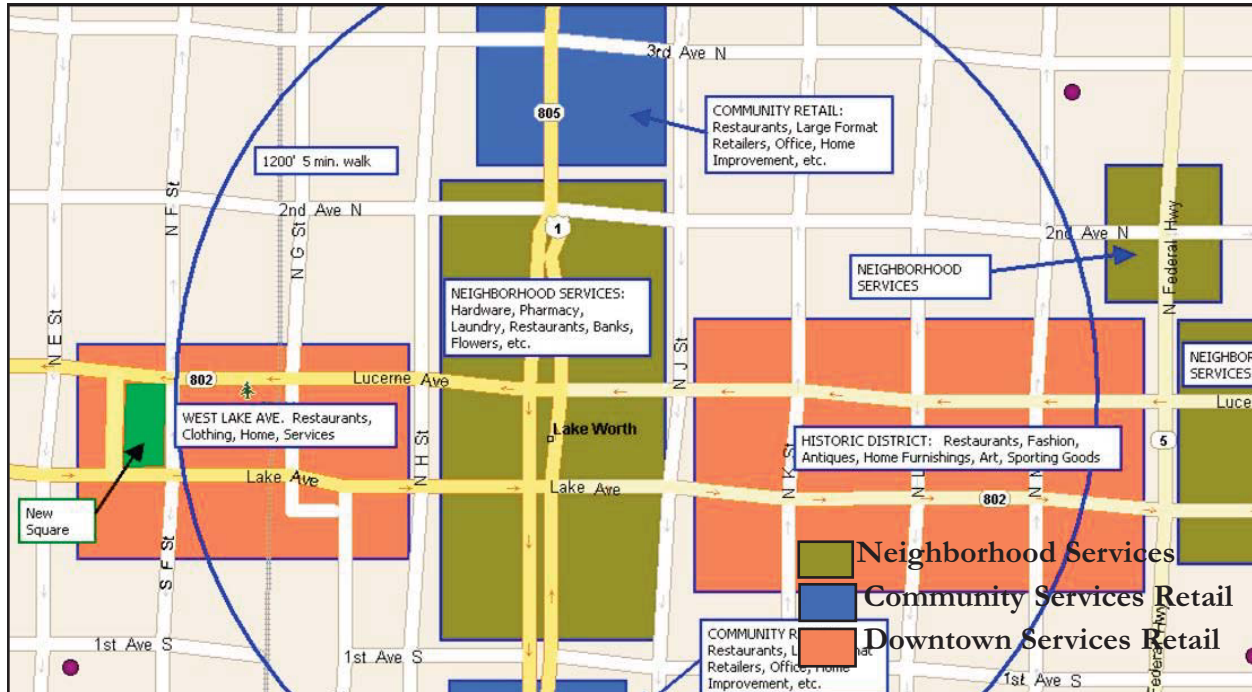 3rd Ave N
805
COMMUNITY RETAIL:
Restaurants, Large Format
Retailers, Office, Home
Improvement, etc.
1200' 5 min. walk
N F St
2nd Ave N
N G St
1
2nd Ave N
N Federal Hwy
NEIGHBORHOOD
SERVICES
NEIGHBORHOOD SERVICES:
Hardware, Pharmacy,
Laundry, Restaurants, Banks,
Flowers, etc.
N E St
N J St
SERVICES
802
Lucerne Ave
WEST LAKE AVE. Restaurants,
Clothing, Home, Services
N H St
Lake Worth
HISTORIC DISTRICT: Restaurants, Fashion,
Antiques, Home Furnishings, Art, Sporting Goods
5
Lake Ave
Lake Ave
N K St
802
New
Square
S F St
Neighborhood Services
Community Services Retail
Downtown Services Retail
1st Ave S
1st Ave S
COMMUNITY
Restaurants,
Retailers, Office,
Improvement, etc.
1st Ave S
Federal Hwy